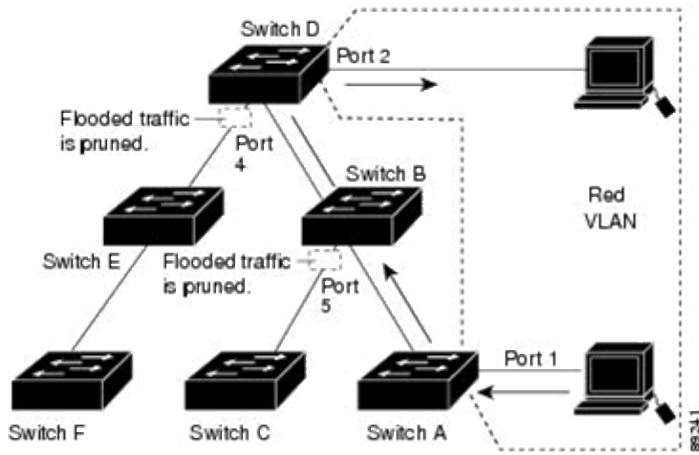 Switch D
Port 2
Flooded traffic
is pruned.
Port
4
Switch B
Red
VLAN
Switch E
Flooded traffic
is pruned.
Port
5
Port 1
Switch F
Switch C
Switch A